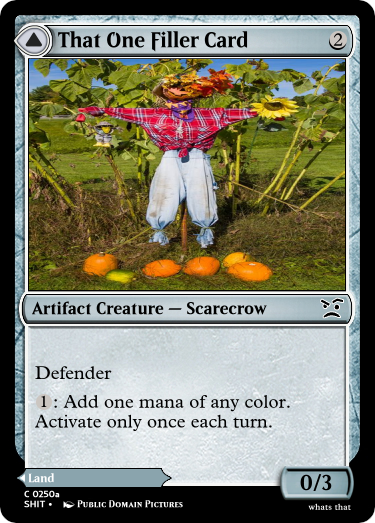 That One Filler Card 2
Artifact Creature — Scarecrow
Defender
1: Add one mana of any color.
Activate only once each turn.
Land
0/3
C 0250a
SHIT • Public Domain Pictures
whats that